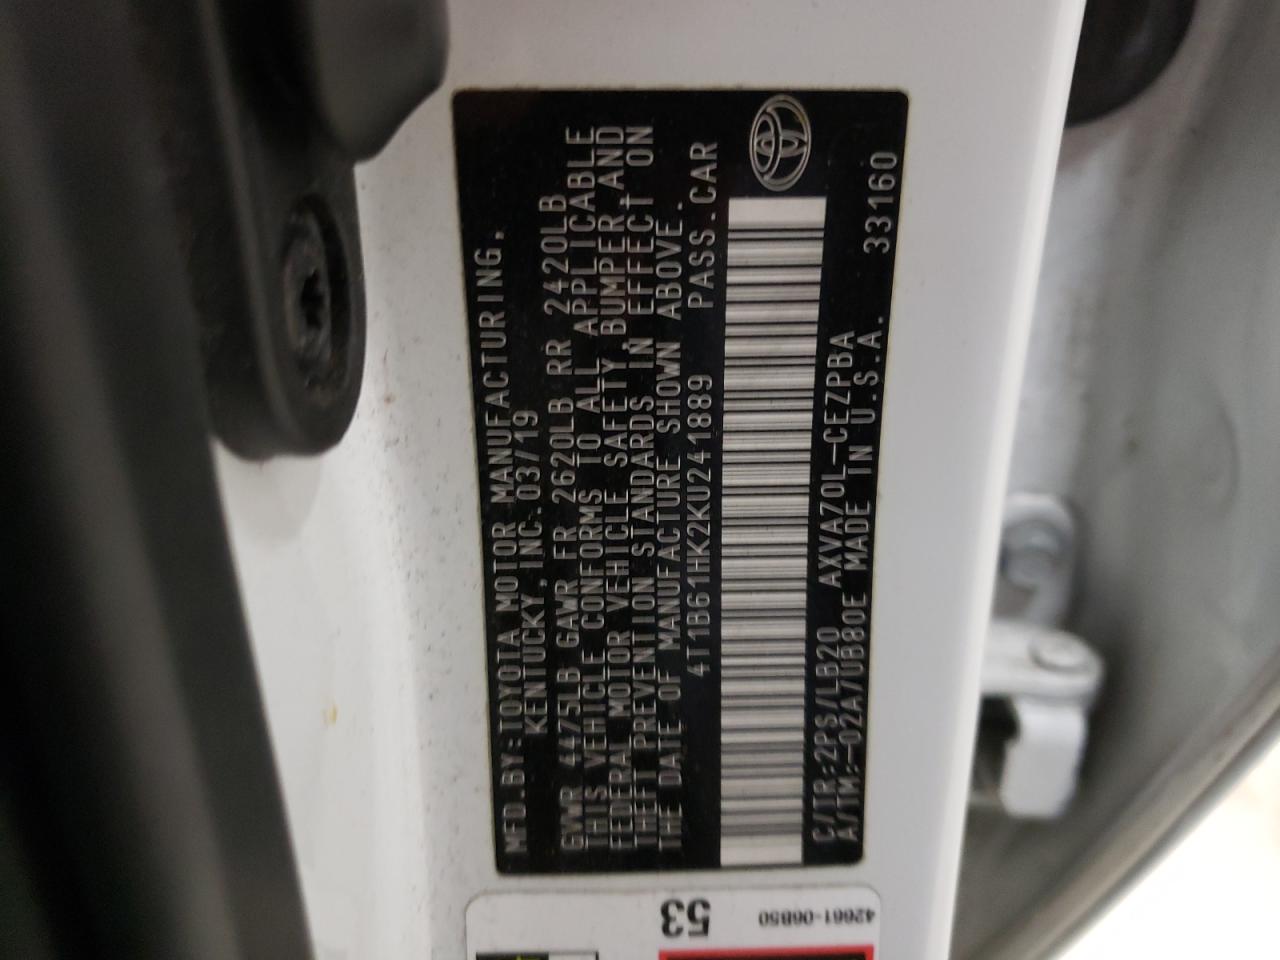 MFD.BY:TOYOTA MOTOR MANUFACTURING,
KENTUCKY,INC.03/19
GVWR 4475LB GAWR FR 2620LB RR 2420LB
THIS VEHICLE CONFORMS TO ALL APPLICABLE
FEDERAL MOTOR VEHICLE SAFETY,BUMPER,AND
THEFT PREVENTION STANDARDS IN EFFECT ON
THE DATE OF MANUFACTURE SHOWN ABOVE.
4T1B61HK2KU241889 PASS.CAR
C/TR:2PS/LB20 AXVA70L-CEZPBA
A/TM:-02A/UB80E MADE IN U.S.A. 33160
53
42661-06B50